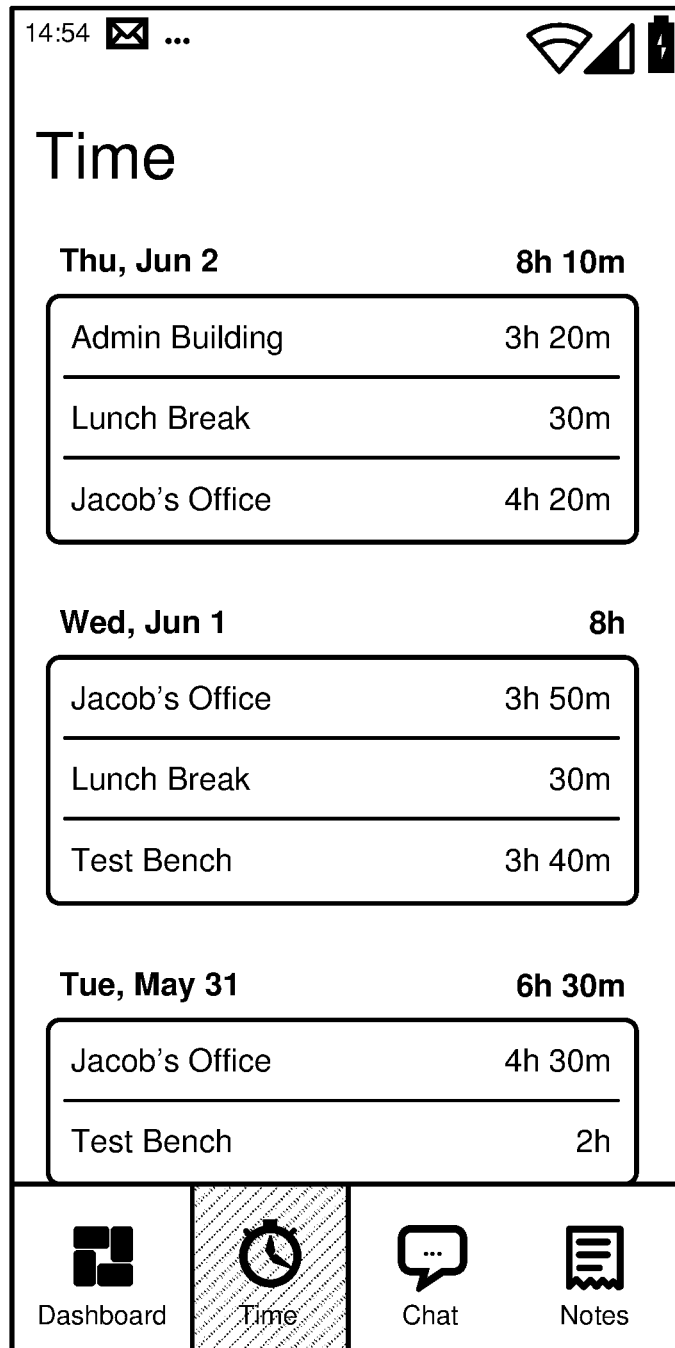 14:54 ...
Time
Thu, Jun 2 8h 10m
Admin Building 3h 20m
Lunch Break 30m
Jacob’s Office 4h 20m
Wed, Jun 1 8h
Jacob’s Office 3h 50m
Lunch Break 30m
Test Bench 3h 40m
Tue, May 31 6h 30m
Jacob’s Office 4h 30m
Test Bench 2h
Dashboard Time Chat Notes